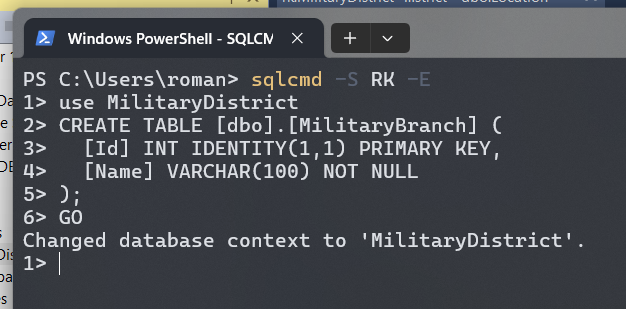 Windows PowerShell - SQLCM
PS C:\Users\roman> sqlcmd -S RK -E
1> use MilitaryDistrict
2> CREATE TABLE [dbo].[MilitaryBranch] (
3>   [Id] INT IDENTITY(1,1) PRIMARY KEY,
4>   [Name] VARCHAR(100) NOT NULL
5> );
6> GO
Changed database context to 'MilitaryDistrict'.
1>